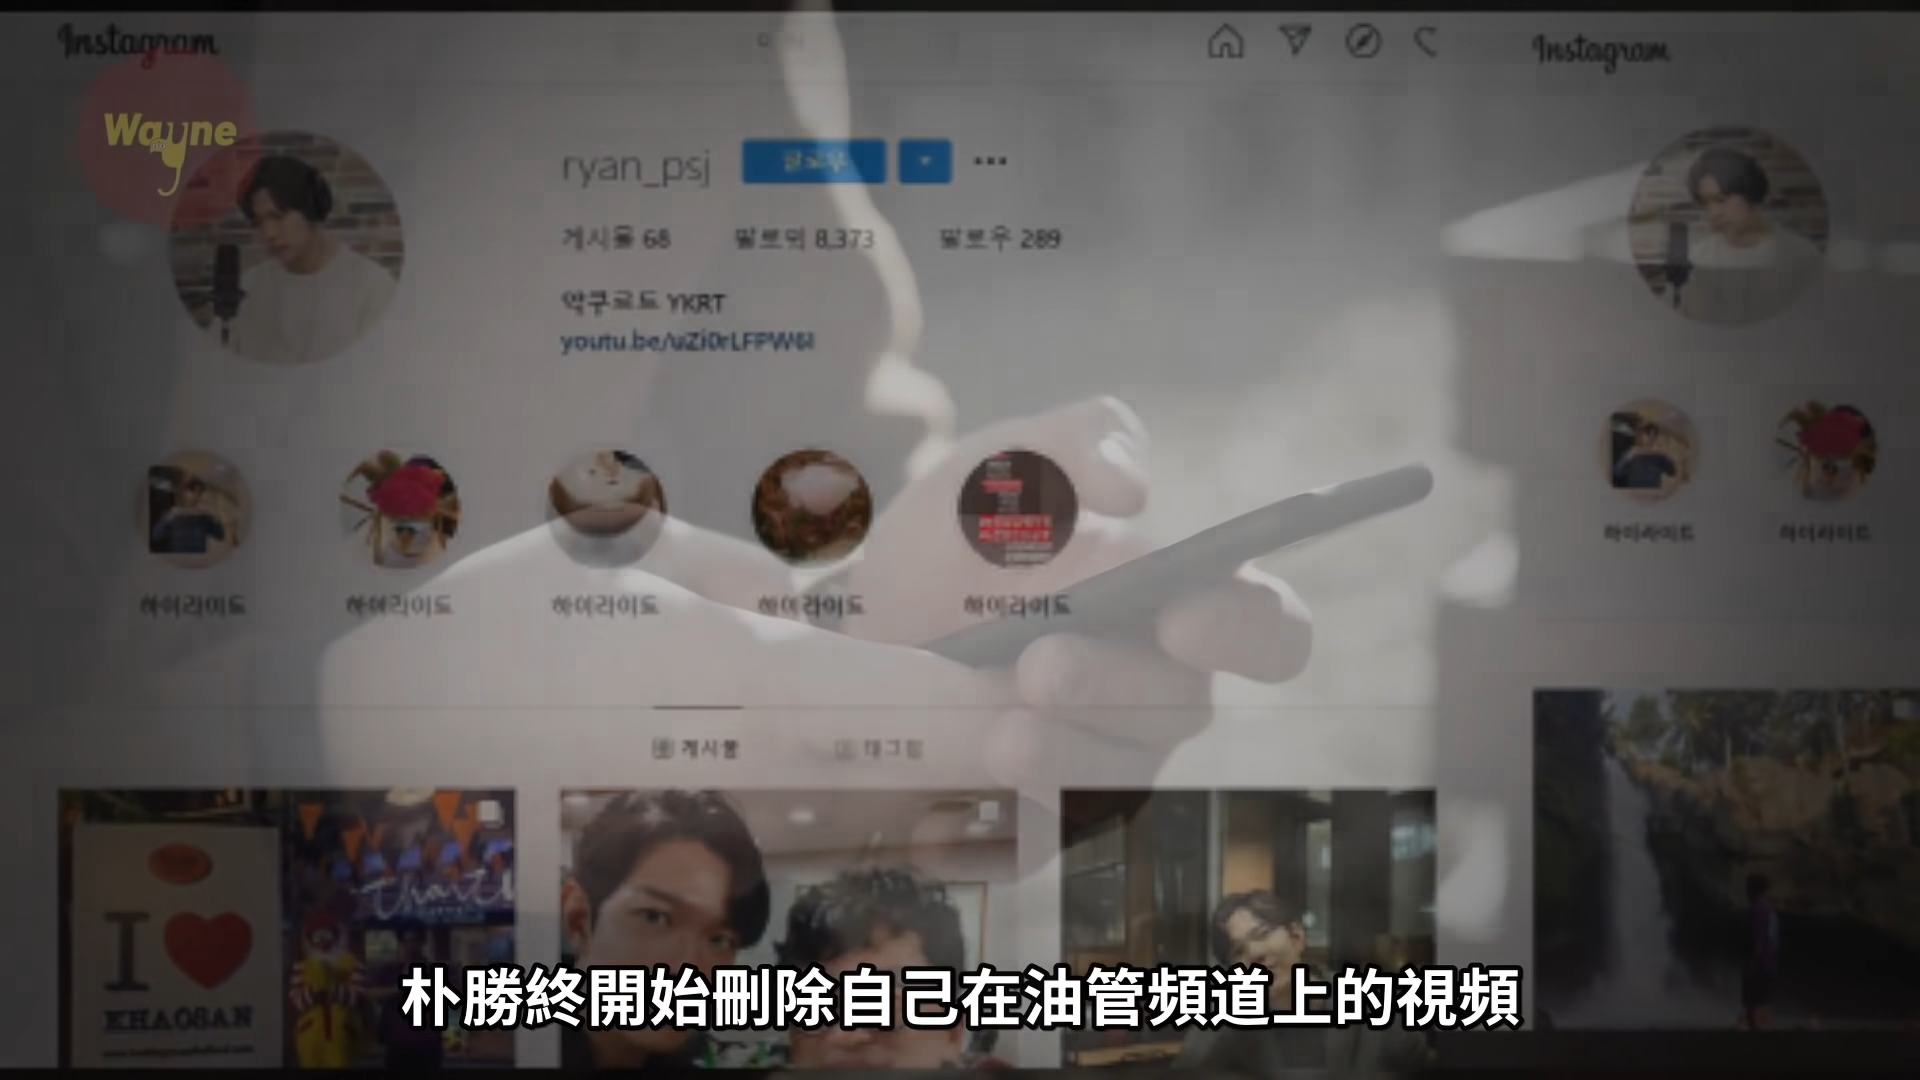 Instagram
Instagram
Wayne
ryan_psj
팔로우
게시물 68
팔로워 8,373
팔로우 289
약쿠르트 YKRT
하이라이트
하이라이트
하이라이트
하이라이트
하이라이트
하이라이트
하이라이트
게시물
태그됨
I
KHAOSAN
朴勝終開始刪除自己在油管頻道上的視頻